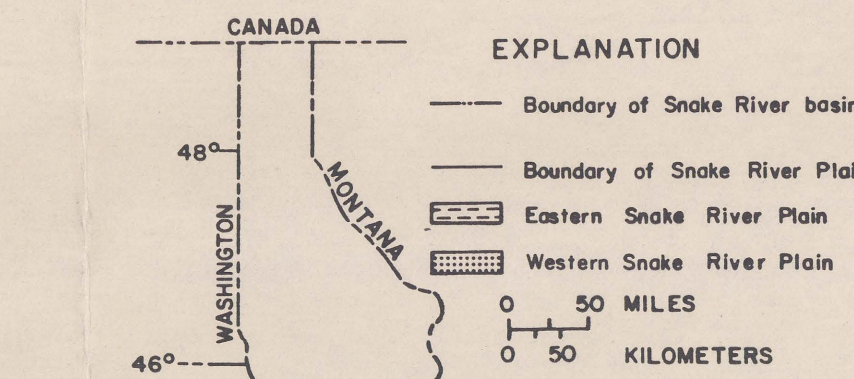 CANADA
EXPLANATION
Boundary of Snake River basin
48°
Boundary of Snake River Plai
MONTANA
Eastern Snake River Plain
WASHINGTON
Western Snake River Plain
0 50 MILES
46°
0 50 KILOMETERS